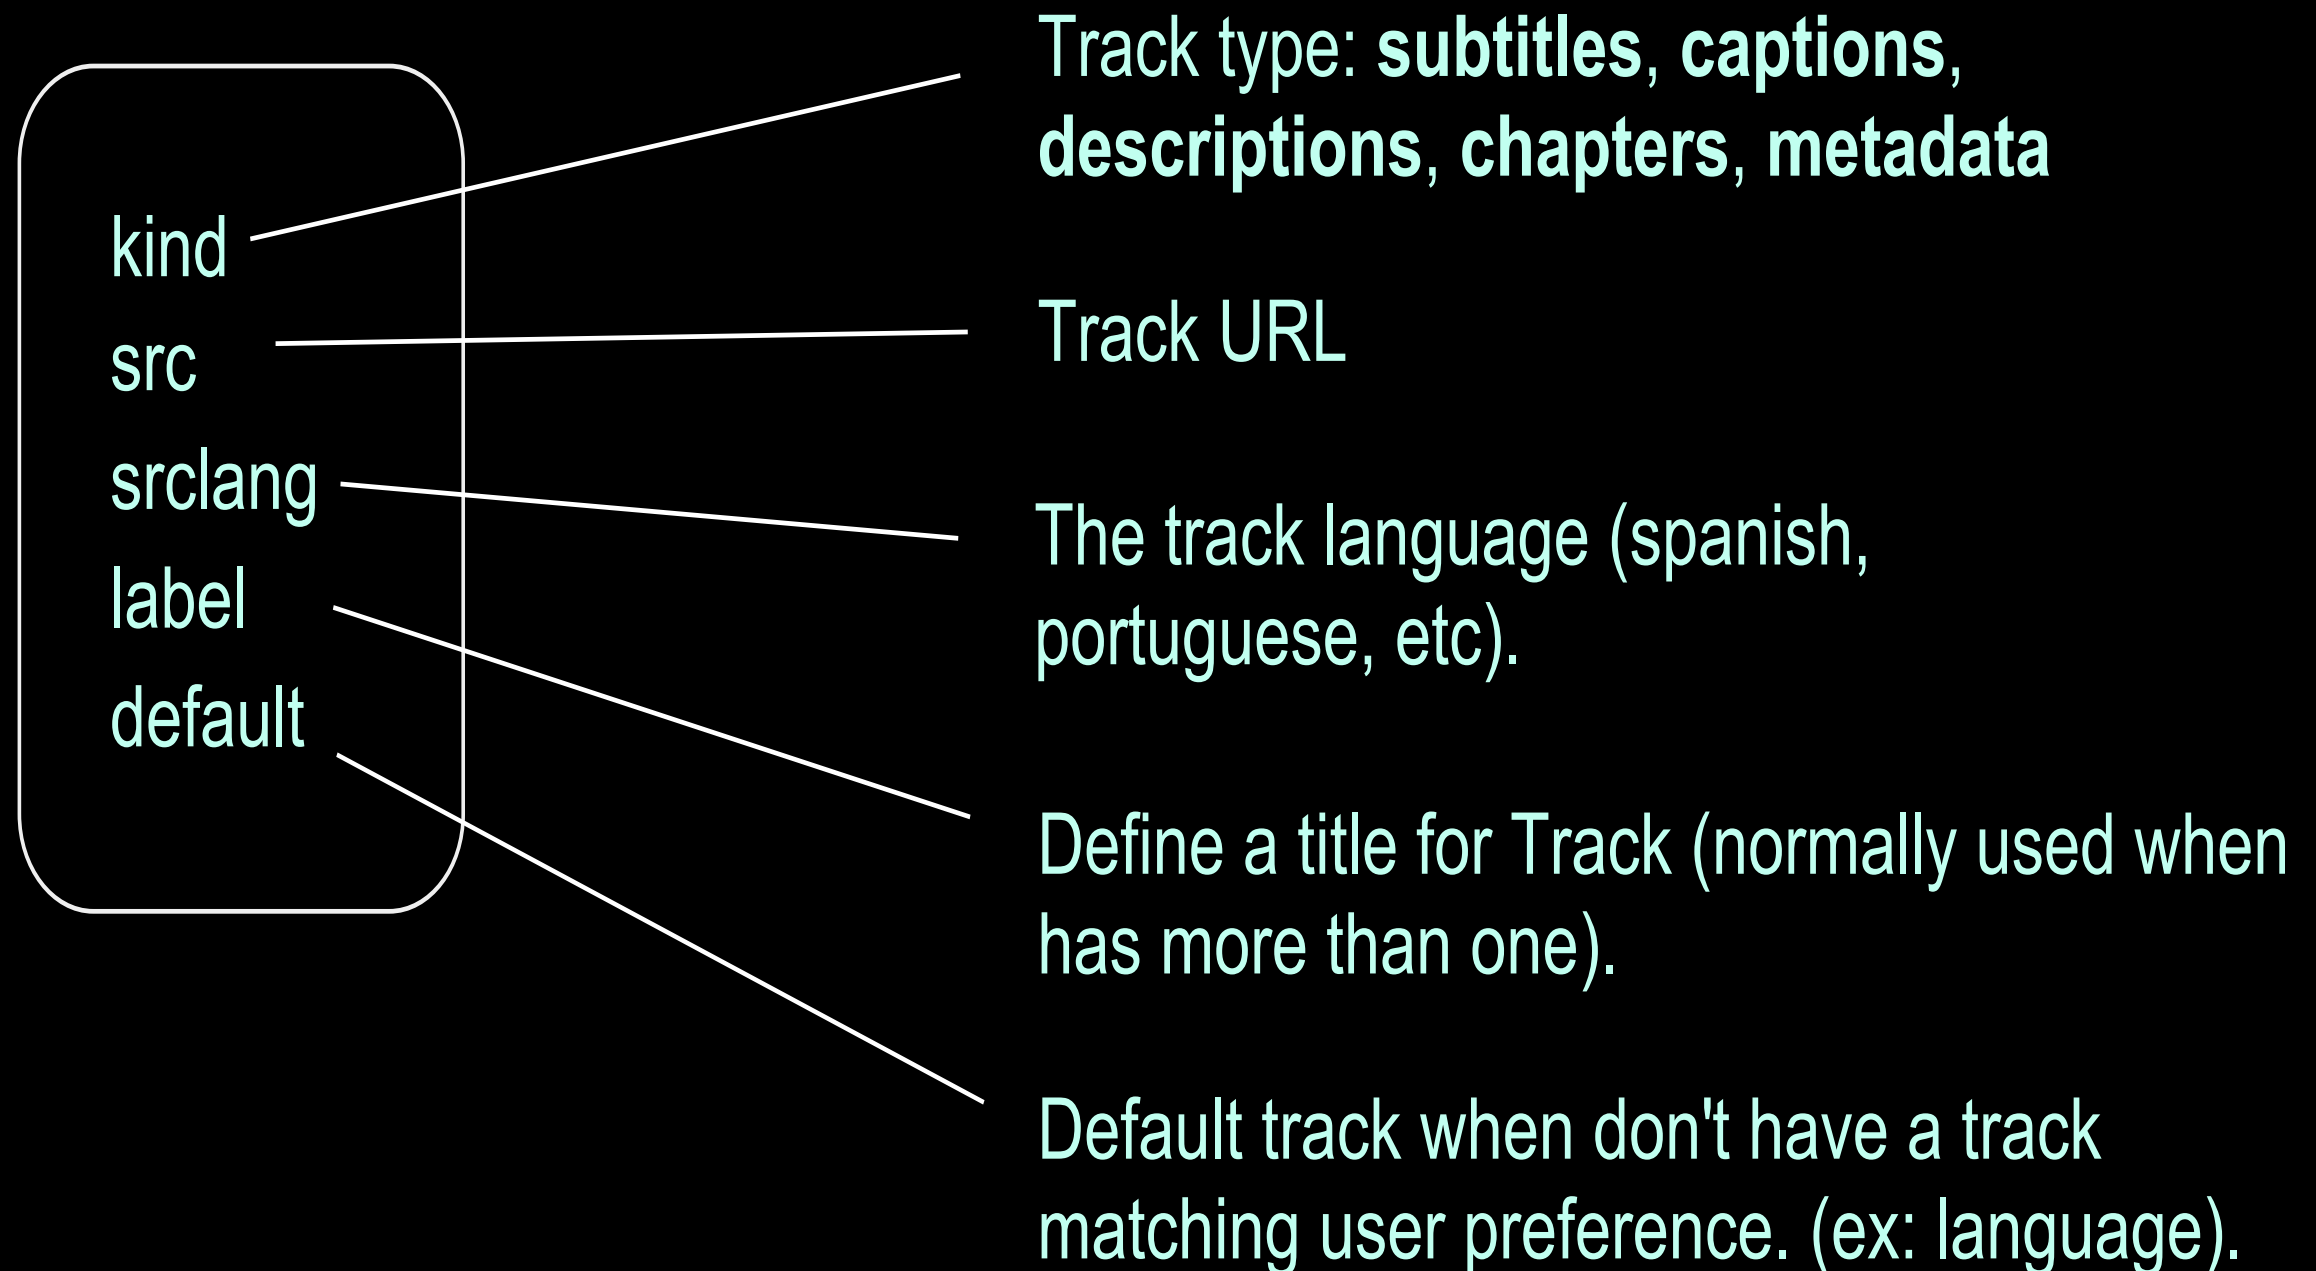 kind
src
srclang
label
default
Track type: subtitles, captions,
descriptions, chapters, metadata
Track URL
The track language (spanish,
portuguese, etc).
Define a title for Track (normally used when
has more than one).
Default track when don't have a track
matching user preference. (ex: language).